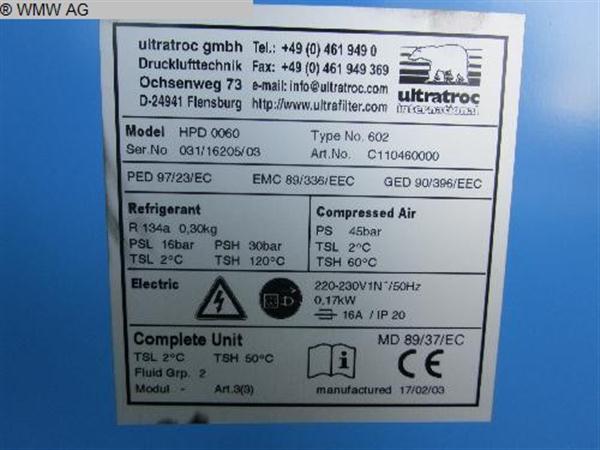 ® WMW AG
ultratroc gmbh Tel.: +49 (0) 461 949 0
Drucklufttechnik Fax: +49 (0) 461 949 369
Ochsenweg 73 e-mail: info@ultratroc.com
D-24941 Flensburg http://www.ultrafilter.com
ultratroc
international
Model HPD 0060 Type No. 602
Ser.No 031/16205/03 Art.No. C110460000
PED 97/23/EC EMC 89/336/EEC GED 90/396/EEC
Refrigerant
R 134a 0,30kg
PSL 16bar PSH 30bar
TSL 2°C TSH 120°C
Compressed Air
PS 45bar
TSL 2°C
TSH 60°C
Electric
220-230V1N~/50Hz
0,17kW
16A / IP 20
Complete Unit
TSL 2°C TSH 50°C
Fluid Grp. 2
Modul - Art.3(3)
i
MD 89/37/EC
CE
manufactured 17/02/03